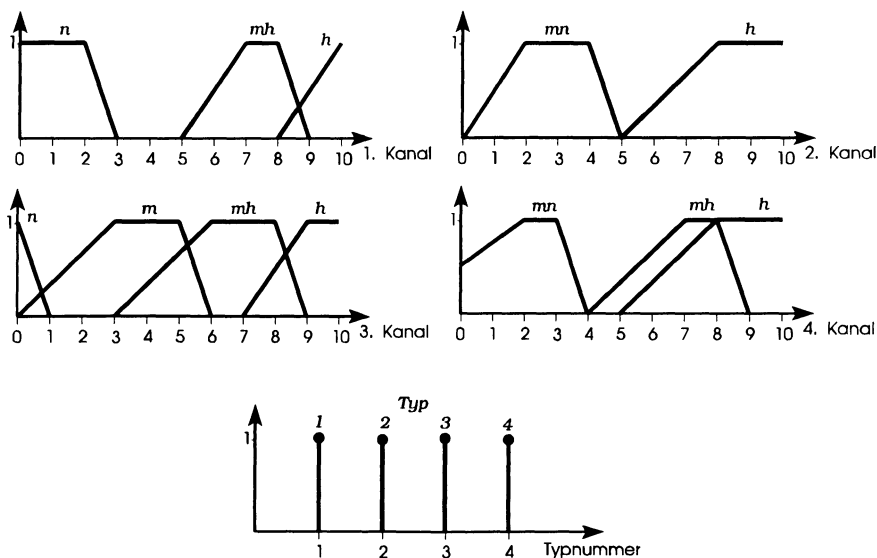 n mh h
1
0 1 2 3 4 5 6 7 8 9 10 1. Kanal
mn h
1
0 1 2 3 4 5 6 7 8 9 10 2. Kanal
n m mh h
1
0 1 2 3 4 5 6 7 8 9 10 3. Kanal
mn mh h
1
0 1 2 3 4 5 6 7 8 9 10 4. Kanal
Typ
1 2 3 4
1
1 2 3 4 Typnummer